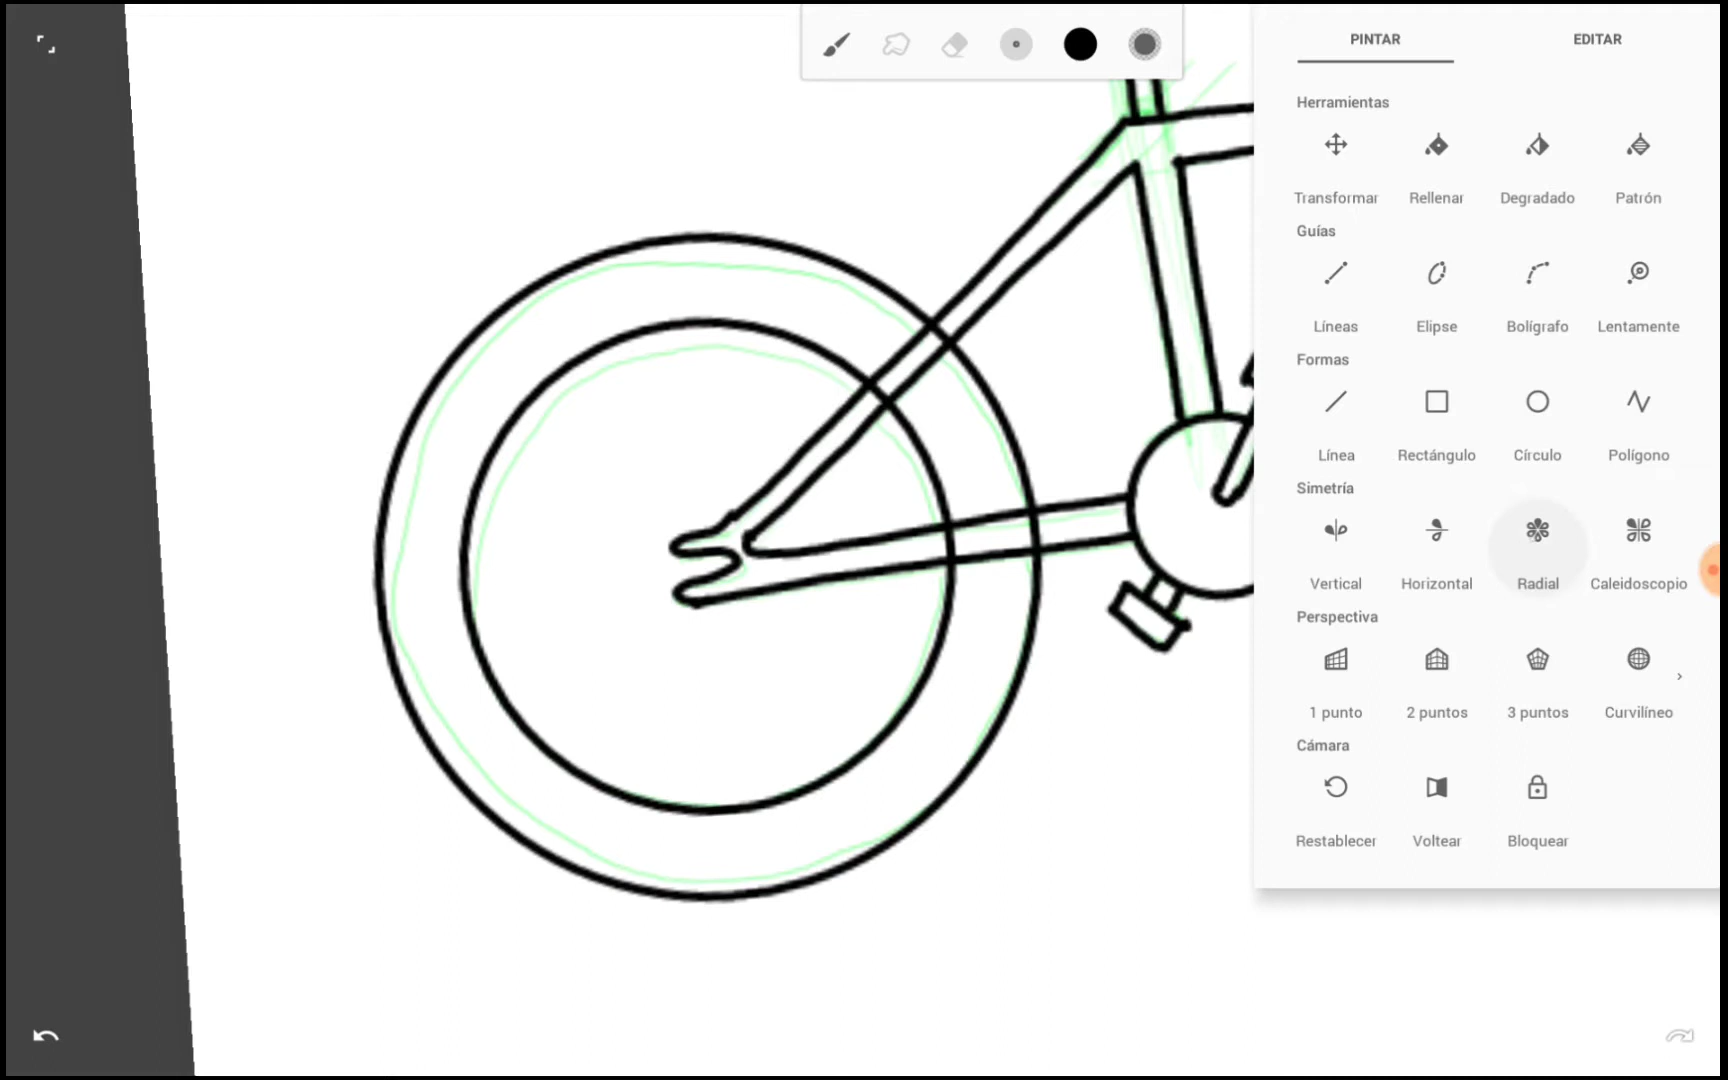 PINTAR EDITAR
Herramientas
Transformar Rellenar Degradado Patrón
Guías
Líneas Elipse Bolígrafo Lentamente
Formas
Línea Rectángulo Círculo Polígono
Simetría
Vertical Horizontal Radial Caleidoscopio
Perspectiva
1 punto 2 puntos 3 puntos Curvilíneo
Cámara
Restablecer Voltear Bloquear